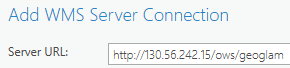 Add WMS Server Connection
Server URL: http://130.56.242.15/ows/geoglam